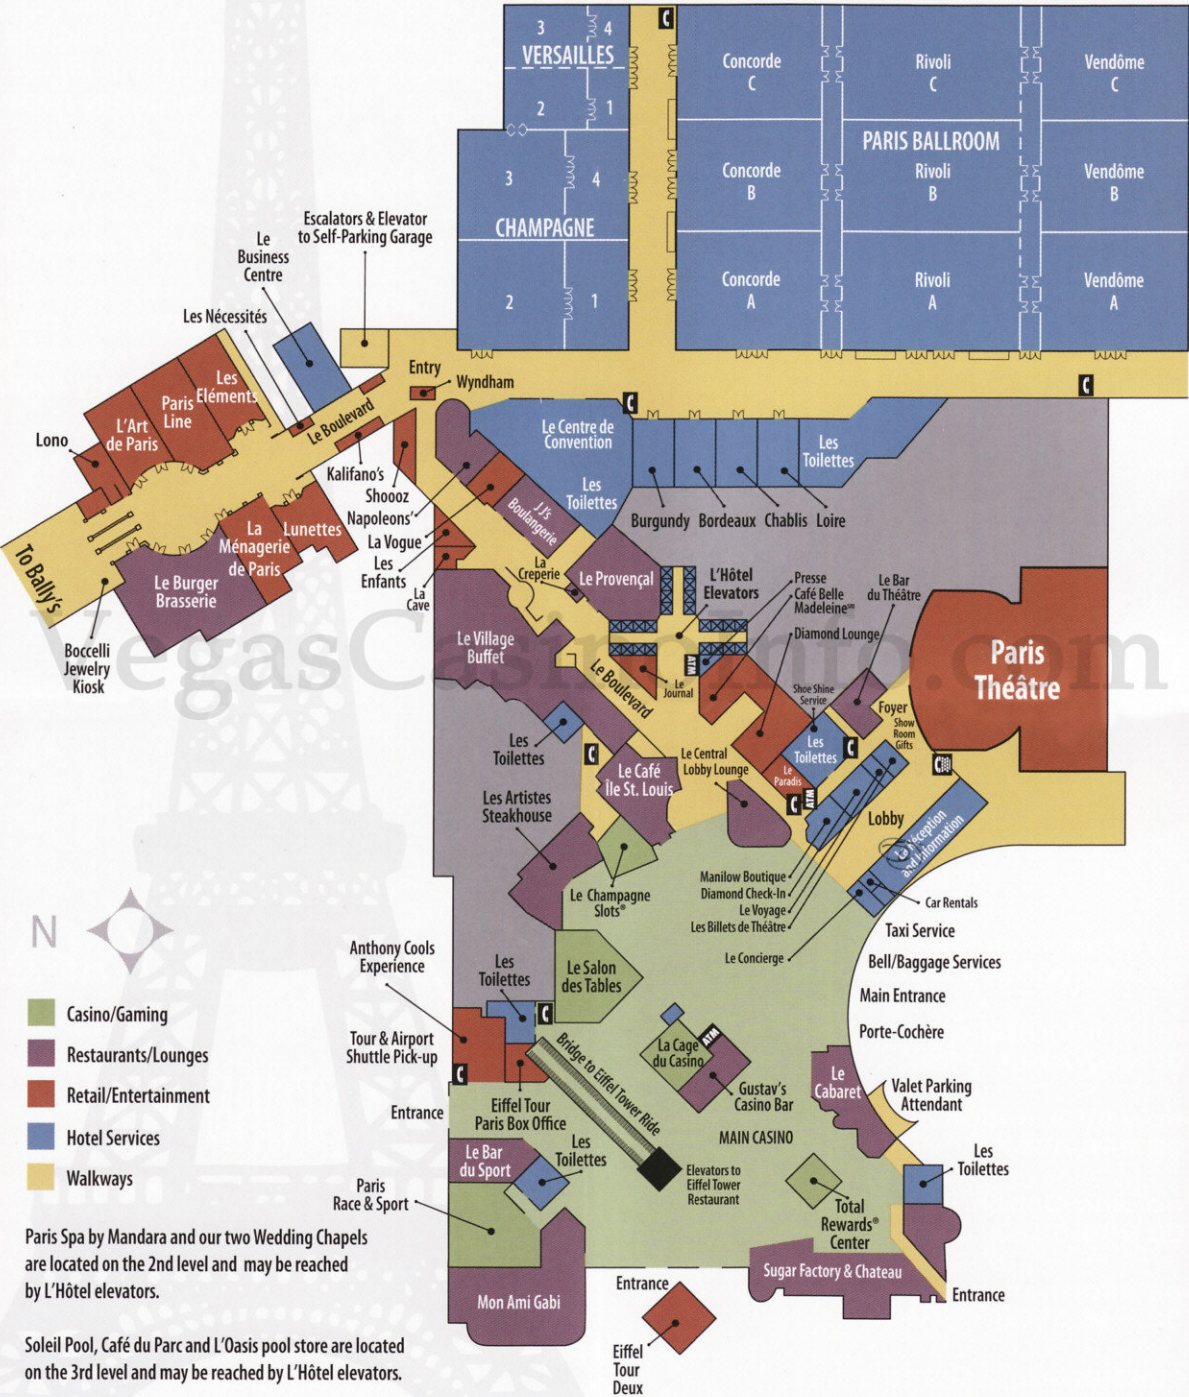 3
4
VERSAILLES
2
1
3
4
CHAMPAGNE
2
1
Concorde
C
Rivoli
C
Vendôme
C
PARIS BALLROOM
Concorde
B
Rivoli
B
Vendôme
B
Concorde
A
Rivoli
A
Vendôme
A
Escalators & Elevator
to Self-Parking Garage
Le
Business
Centre
Les Nécessités
Entry
Wyndham
Les
Eléments
Paris
Line
L'Art
de Paris
Lono
Le Boulevard
Kalifano's
Shoooz
Napoleons'
La Vogue
Les
Enfants
La
Cave
Lunettes
La
Ménagerie
de Paris
Le Burger
Brasserie
To Bally's
Boccelli
Jewelry
Kiosk
Le Centre de
Convention
Les
Toilettes
JJ's
Boulangerie
Burgundy
Bordeaux
Chablis
Loire
Les
Toilettes
La
Creperie
Le Provençal
L'Hôtel
Elevators
Presse
Café Belle
Madeleine℠
Diamond Lounge
Le Bar
du Théâtre
Paris
Théâtre
VegasCasinoInfo.com
Le Village
Buffet
Le Boulevard
ATM
Le
Journal
Shoe Shine
Service
Foyer
Show
Room
Gifts
Les
Toilettes
Les
Toilettes
Le Central
Lobby Lounge
Le
Paradis
ATM
Le Café
Île St. Louis
Les Artistes
Steakhouse
Lobby
La Réception
and Information
Le Champagne
Slots®
Manilow Boutique
Diamond Check-In
Le Voyage
Les Billets de Théâtre
Le Concierge
Car Rentals
Taxi Service
Bell/Baggage Services
Main Entrance
Porte-Cochère
N
Casino/Gaming
Restaurants/Lounges
Retail/Entertainment
Hotel Services
Walkways
Anthony Cools
Experience
Les
Toilettes
Le Salon
des Tables
Tour & Airport
Shuttle Pick-up
Bridge to Eiffel Tower Ride
La Cage
du Casino
ATM
Gustav's
Casino Bar
Le
Cabaret
Valet Parking
Attendant
Entrance
Eiffel Tour
Paris Box Office
MAIN CASINO
Le Bar
du Sport
Les
Toilettes
Elevators to
Eiffel Tower
Restaurant
Les
Toilettes
Paris
Race & Sport
Total
Rewards®
Center
Mon Ami Gabi
Sugar Factory & Chateau
Entrance
Entrance
Eiffel
Tour
Deux
Paris Spa by Mandara and our two Wedding Chapels
are located on the 2nd level and may be reached
by L'Hôtel elevators.
Soleil Pool, Café du Parc and L'Oasis pool store are located
on the 3rd level and may be reached by L'Hôtel elevators.